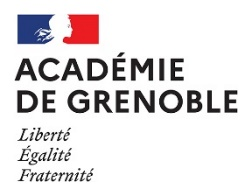 ACADÉMIE
DE GRENOBLE
Liberté
Égalité
Fraternité